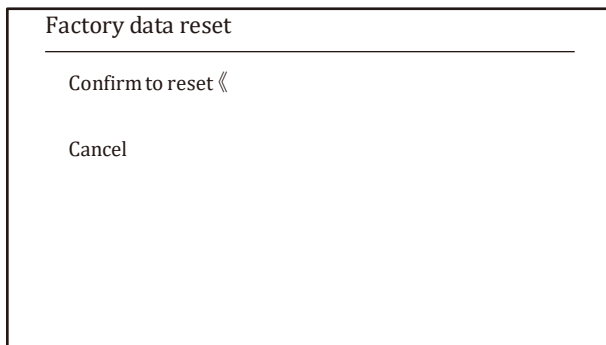 Factory data reset
Confirm to reset《
Cancel